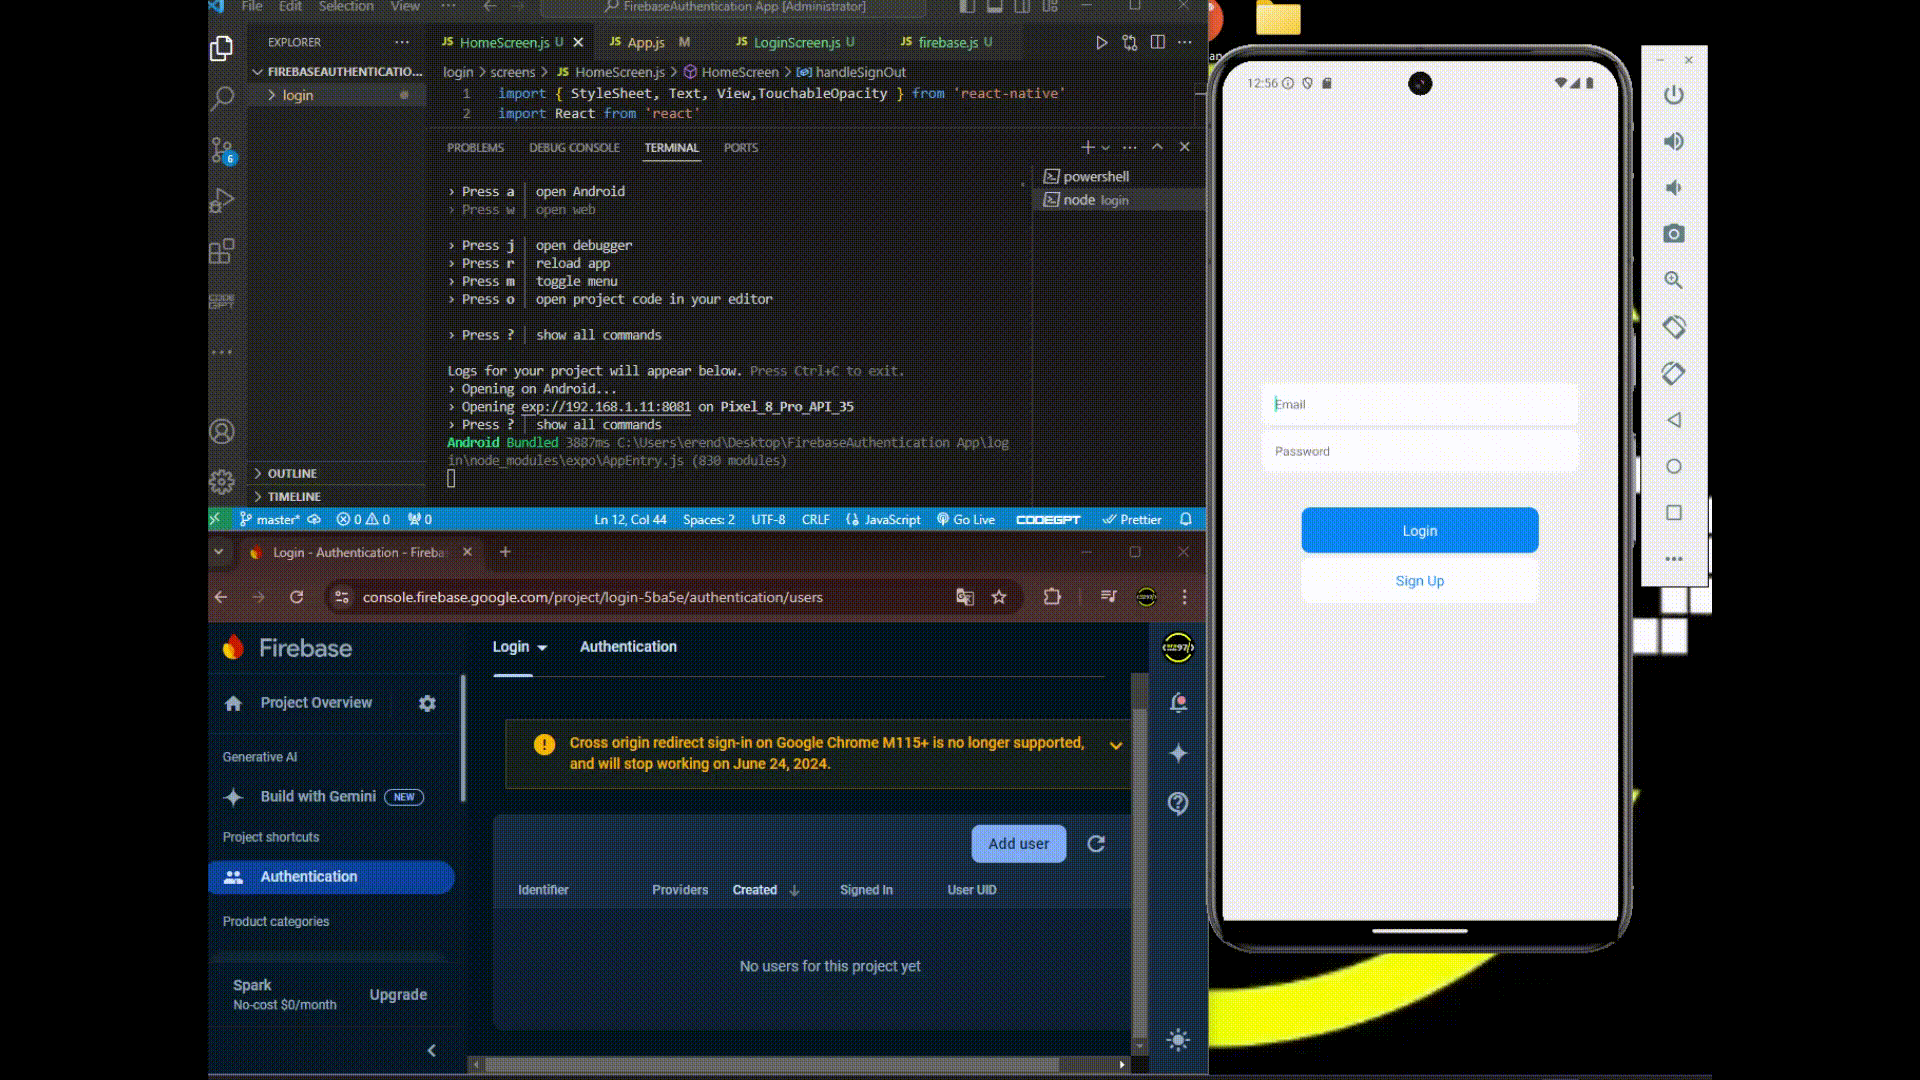 File Edit Selection View ··· FirebaseAuthentication App [Administrator]
EXPLORER ···
JS HomeScreen.js U JS App.js M JS LoginScreen.js U JS firebase.js U
FIREBASEAUTHENTICATIO...
login
login > screens > JS HomeScreen.js > HomeScreen > handleSignOut
1 import { StyleSheet, Text, View,TouchableOpacity } from 'react-native'
2 import React from 'react'
PROBLEMS DEBUG CONSOLE TERMINAL PORTS
powershell
node login
› Press a │ open Android
› Press w │ open web
› Press j │ open debugger
› Press r │ reload app
› Press m │ toggle menu
› Press o │ open project code in your editor
› Press ? │ show all commands
Logs for your project will appear below. Press Ctrl+C to exit.
› Opening on Android...
› Opening exp://192.168.1.11:8081 on Pixel_8_Pro_API_35
› Press ? │ show all commands
Android Bundled 3887ms C:\Users\erend\Desktop\FirebaseAuthentication App\log
in\node_modules\expo\AppEntry.js (830 modules)
6
CODE
GPT
OUTLINE
TIMELINE
master* 0 0 0 Ln 12, Col 44 Spaces: 2 UTF-8 CRLF JavaScript Go Live CODEGPT Prettier
Login - Authentication - Fireba
console.firebase.google.com/project/login-5ba5e/authentication/users
Firebase
Login Authentication
Project Overview
Generative AI
Build with Gemini NEW
Project shortcuts
Authentication
Product categories
Spark
No-cost $0/month
Upgrade
Cross origin redirect sign-in on Google Chrome M115+ is no longer supported,
and will stop working on June 24, 2024.
Add user
Identifier Providers Created Signed In User UID
No users for this project yet
12:56
Email
Password
Login
Sign Up